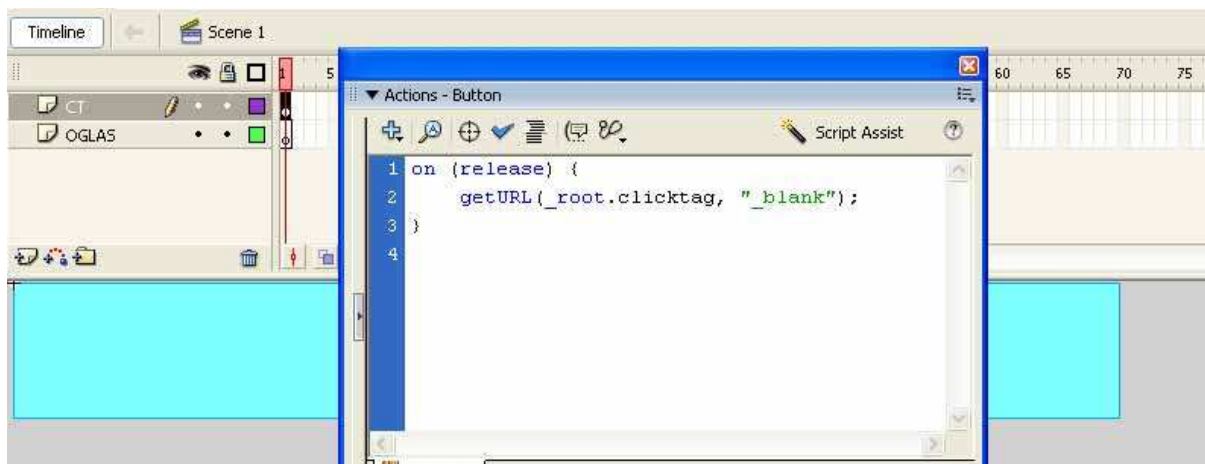 Timeline
Scene 1
1 5 60 65 70 75
Actions - Button
CT
OGLAS
Script Assist
1 on (release) {
2 getURL(_root.clicktag, "_blank");
3 }
4